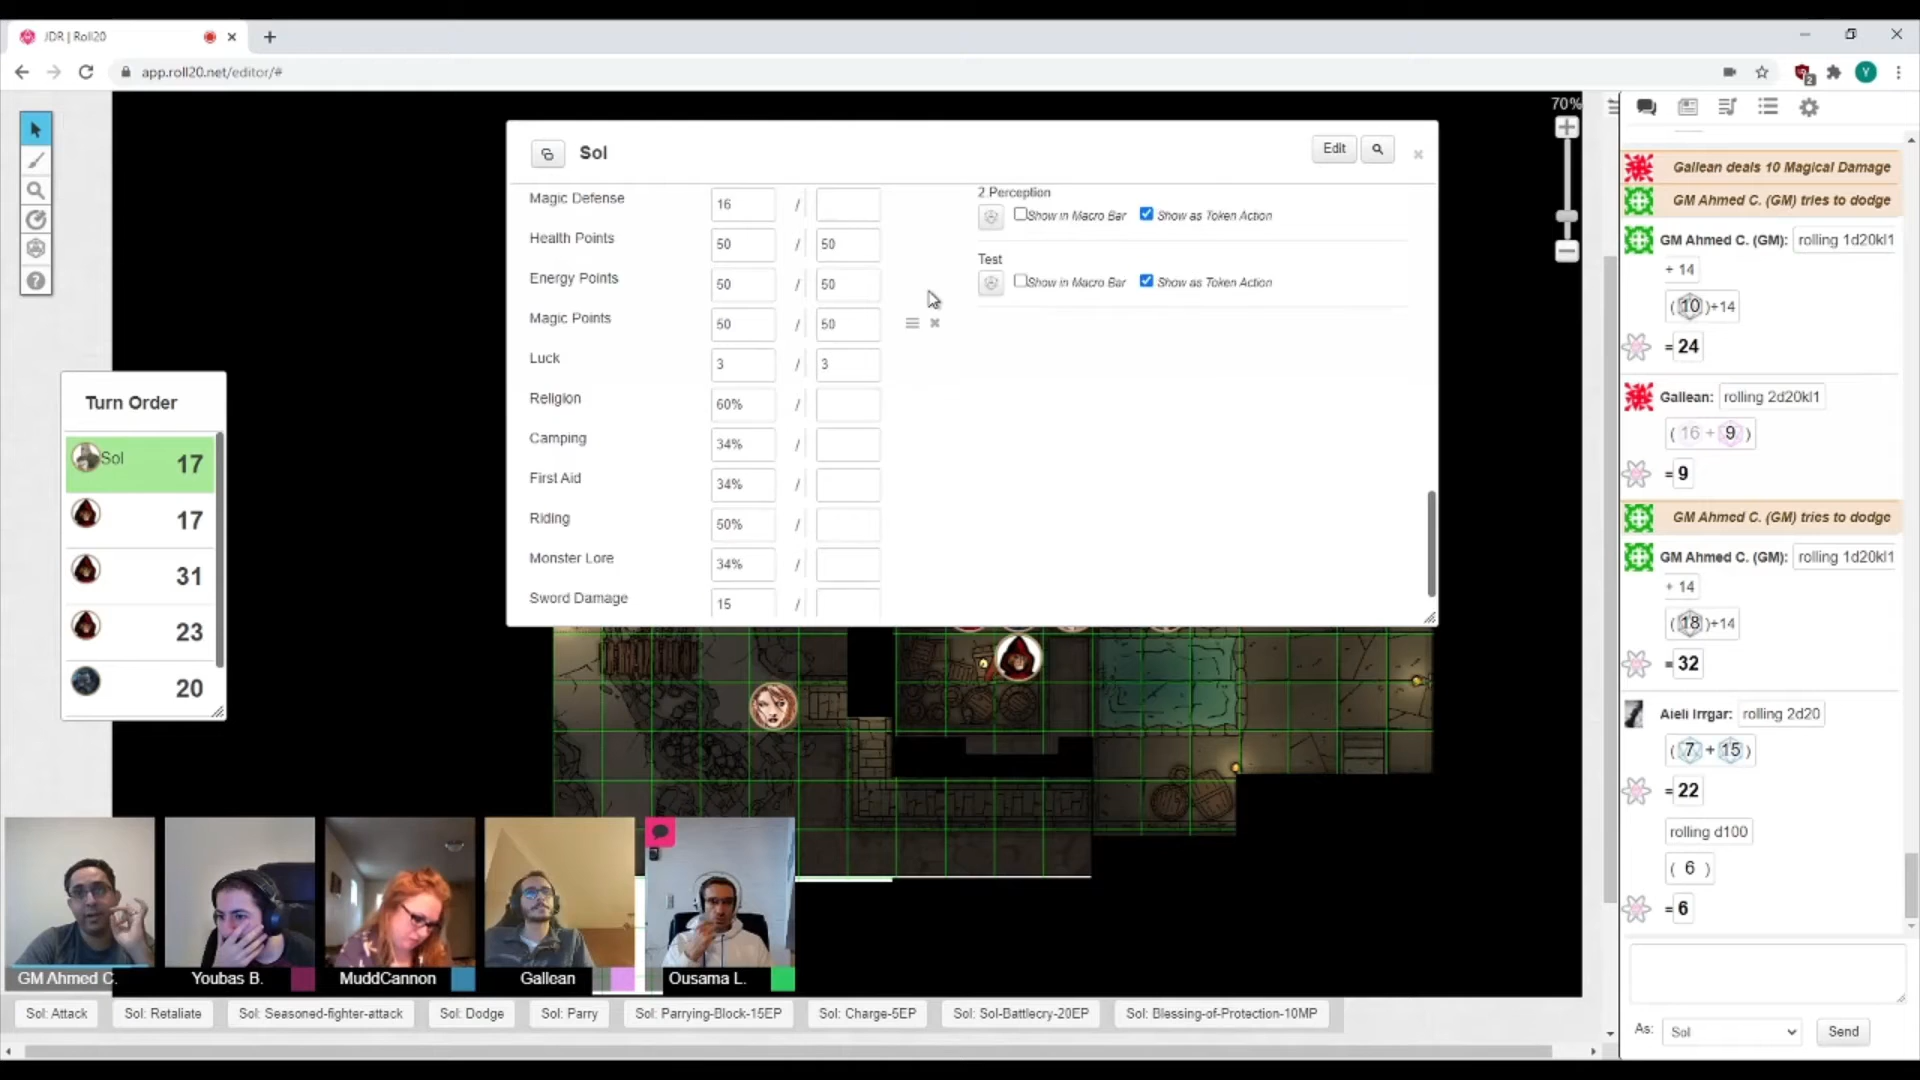 JDR | Roll20
app.roll20.net/editor/#
2
Y
70%
Sol
Edit
Magic Defense 16 /
Health Points 50 / 50
Energy Points 50 / 50
Magic Points 50 / 50
Luck 3 / 3
Religion 60% /
Camping 34% /
First Aid 34% /
Riding 50% /
Monster Lore 34% /
Sword Damage 15 /
2 Perception
Show in Macro Bar Show as Token Action
Test
Show in Macro Bar Show as Token Action
Turn Order
Sol 17
17
31
23
20
Gallean deals 10 Magical Damage
GM Ahmed C. (GM) tries to dodge
GM Ahmed C. (GM): rolling 1d20kl1
+ 14
(10)+14
= 24
Gallean: rolling 2d20kl1
(16 + 9)
= 9
GM Ahmed C. (GM) tries to dodge
GM Ahmed C. (GM): rolling 1d20kl1
+ 14
(18)+14
= 32
Aieli Irrgar: rolling 2d20
(7 + 15)
= 22
rolling d100
( 6 )
= 6
GM Ahmed C.
Youbas B.
MuddCannon
Gallean
Ousama L.
Sol: Attack
Sol: Retaliate
Sol: Seasoned-fighter-attack
Sol: Dodge
Sol: Parry
Sol: Parrying-Block-15EP
Sol: Charge-5EP
Sol: Sol-Battlecry-20EP
Sol: Blessing-of-Protection-10MP
As: Sol
Send